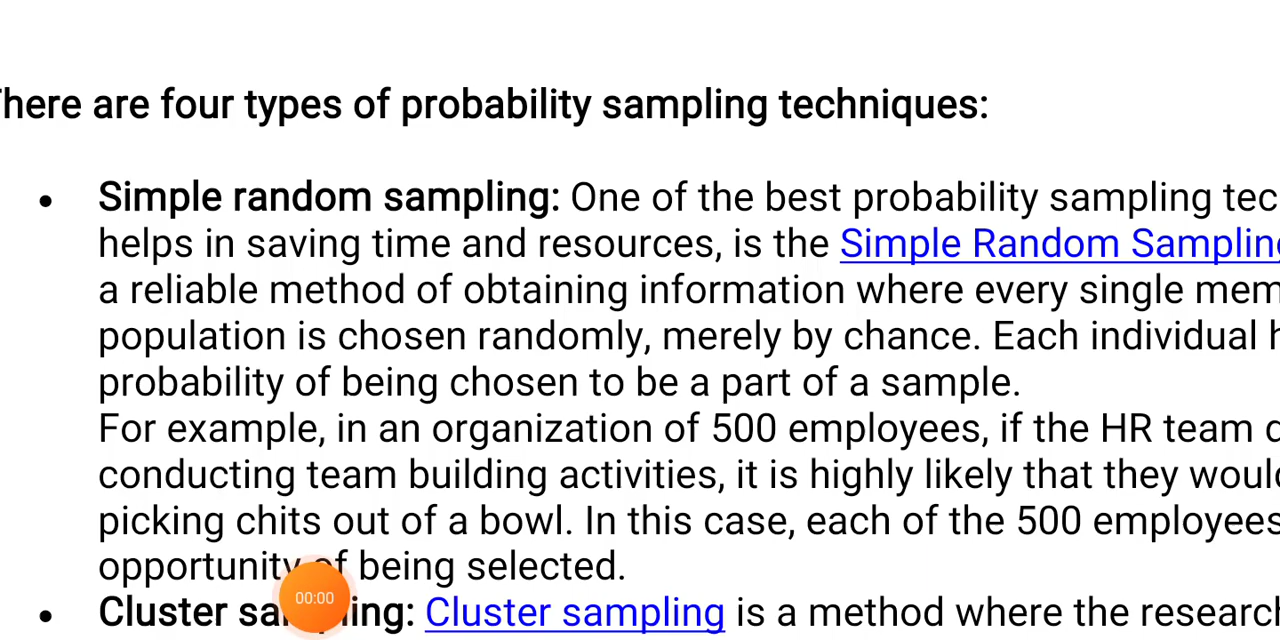 here are four types of probability sampling techniques:
• Simple random sampling: One of the best probability sampling tec
helps in saving time and resources, is the Simple Random Sampling
a reliable method of obtaining information where every single mem
population is chosen randomly, merely by chance. Each individual h
probability of being chosen to be a part of a sample.
For example, in an organization of 500 employees, if the HR team
conducting team building activities, it is highly likely that they would
picking chits out of a bowl. In this case, each of the 500 employees
opportunity of being selected.
00:00
• Cluster Cluster sampling is a method where the research